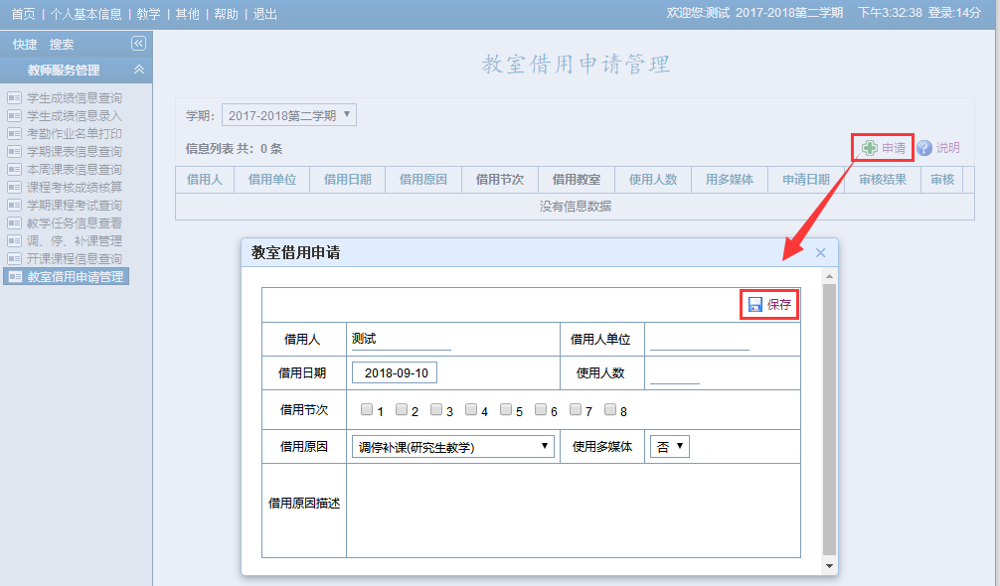 首页 | 个人基本信息 | 教学 | 其他 | 帮助 | 退出
欢迎您:测试 2017-2018第二学期 下午3:32:38 登录:14分
快捷 搜索
教师服务管理
学生成绩信息查询
学生成绩信息录入
考勤作业名单打印
学期课表信息查询
本周课表信息查询
课程考核成绩核算
学期课程考试查询
教学任务信息查看
调、停、补课管理
开课课程信息查询
教室借用申请管理
教室借用申请管理
学期: 2017-2018第二学期
信息列表 共: 0 条 申请 说明
借用人 借用单位 借用日期 借用原因 借用节次 借用教室 使用人数 用多媒体 申请日期 审核结果 审核
没有信息数据
教室借用申请
保存
借用人 测试 借用人单位
借用日期 2018-09-10 使用人数
借用节次 1 2 3 4 5 6 7 8
借用原因 调停补课(研究生教学) 使用多媒体 否
借用原因描述